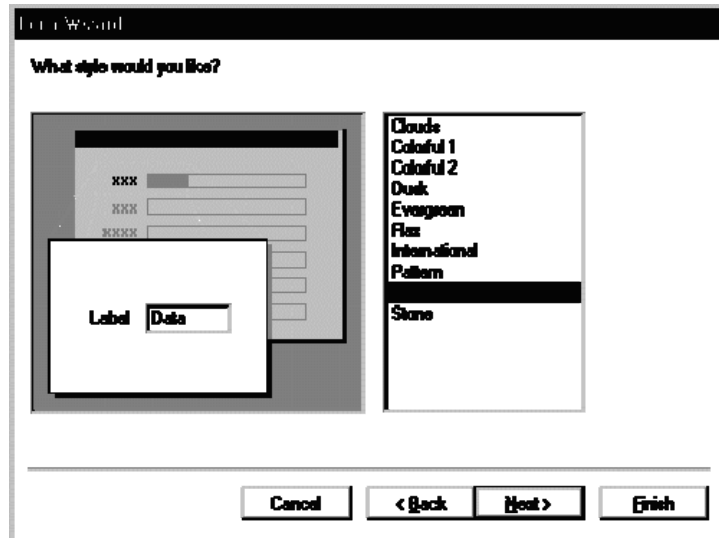 Form Wizard
What style would you like?
xxx
xxx
xxxx
Label Data
Clouds
Colorful 1
Colorful 2
Dusk
Evergreen
Flax
International
Pattern
Stone
Cancel
< Back
Next >
Finish